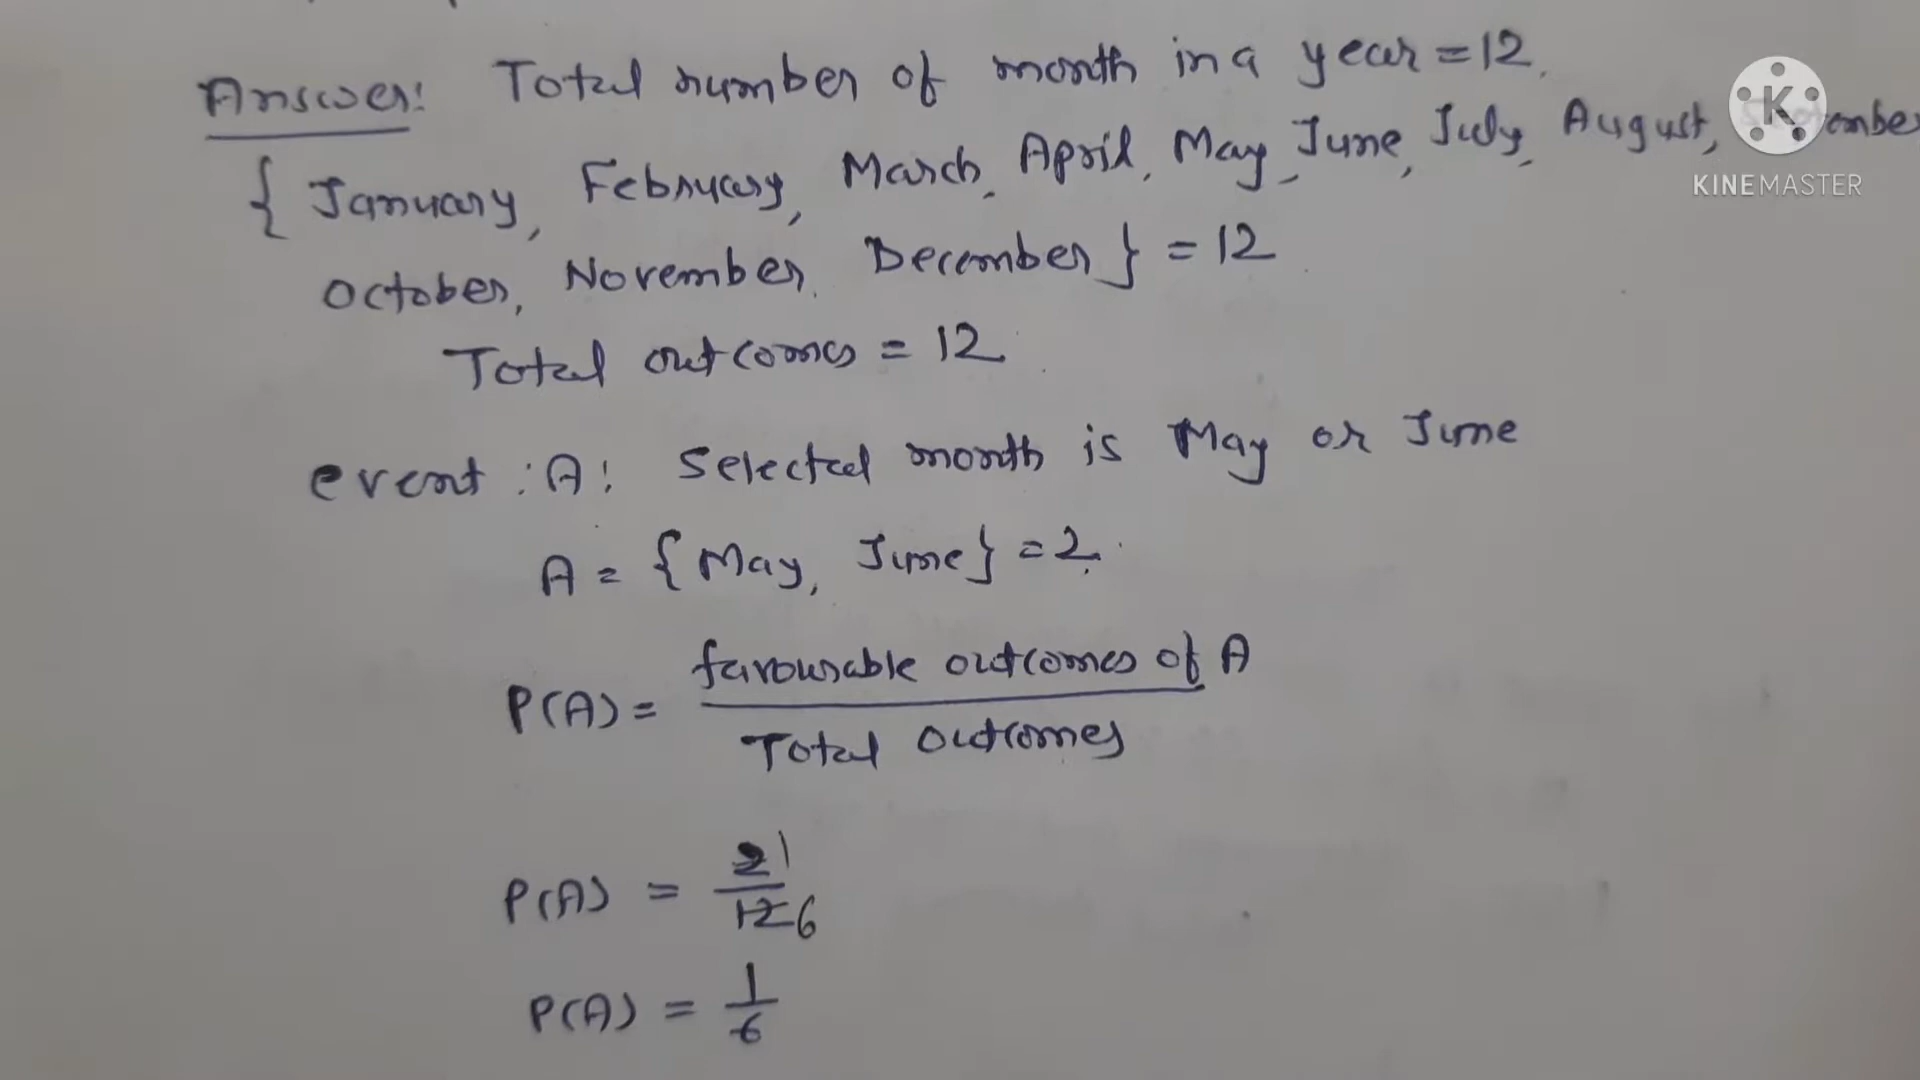 Answer: Total number of month in a year = 12.
{ January, February, March, April, May, June, July, August,
October, November, December } = 12
Total outcomes = 12
event : A : Selected month is May or June
A = { May, June } = 2.
P(A) = favourable outcomes of A
Total outcomes
P(A) = 2 1
12 6
P(A) = 1
6
K
KINEMASTER